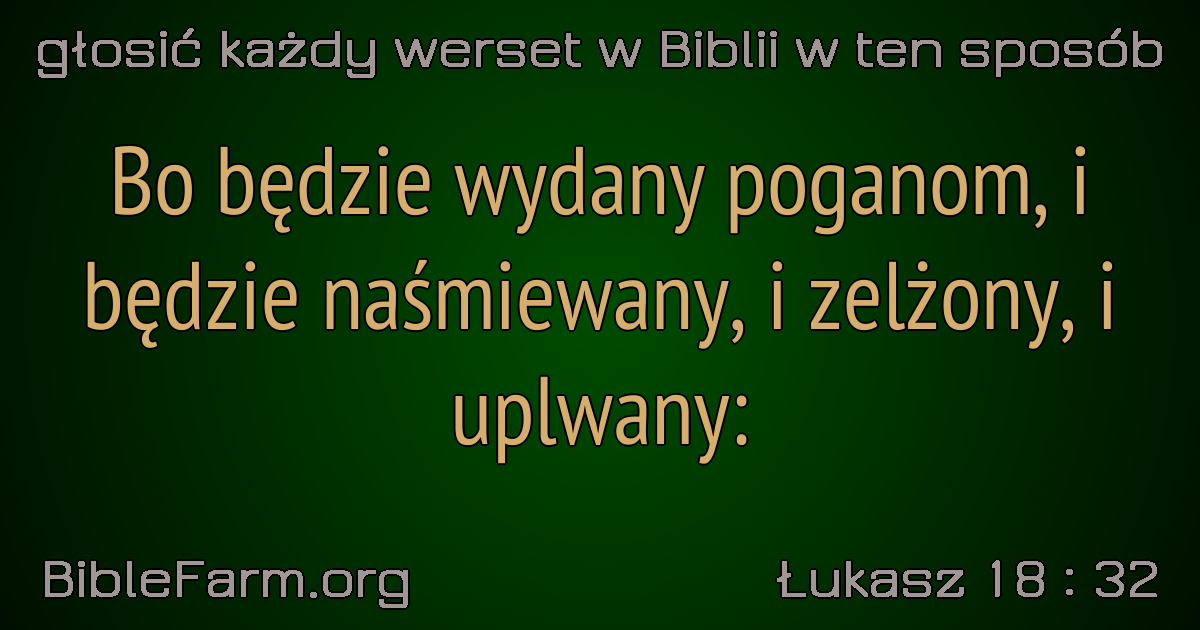 głosić każdy werset w Biblii w ten sposób
Bo będzie wydany poganom, i
będzie naśmiewany, i zelżony, i
uplwany:
BibleFarm.org
Łukasz 18 : 32